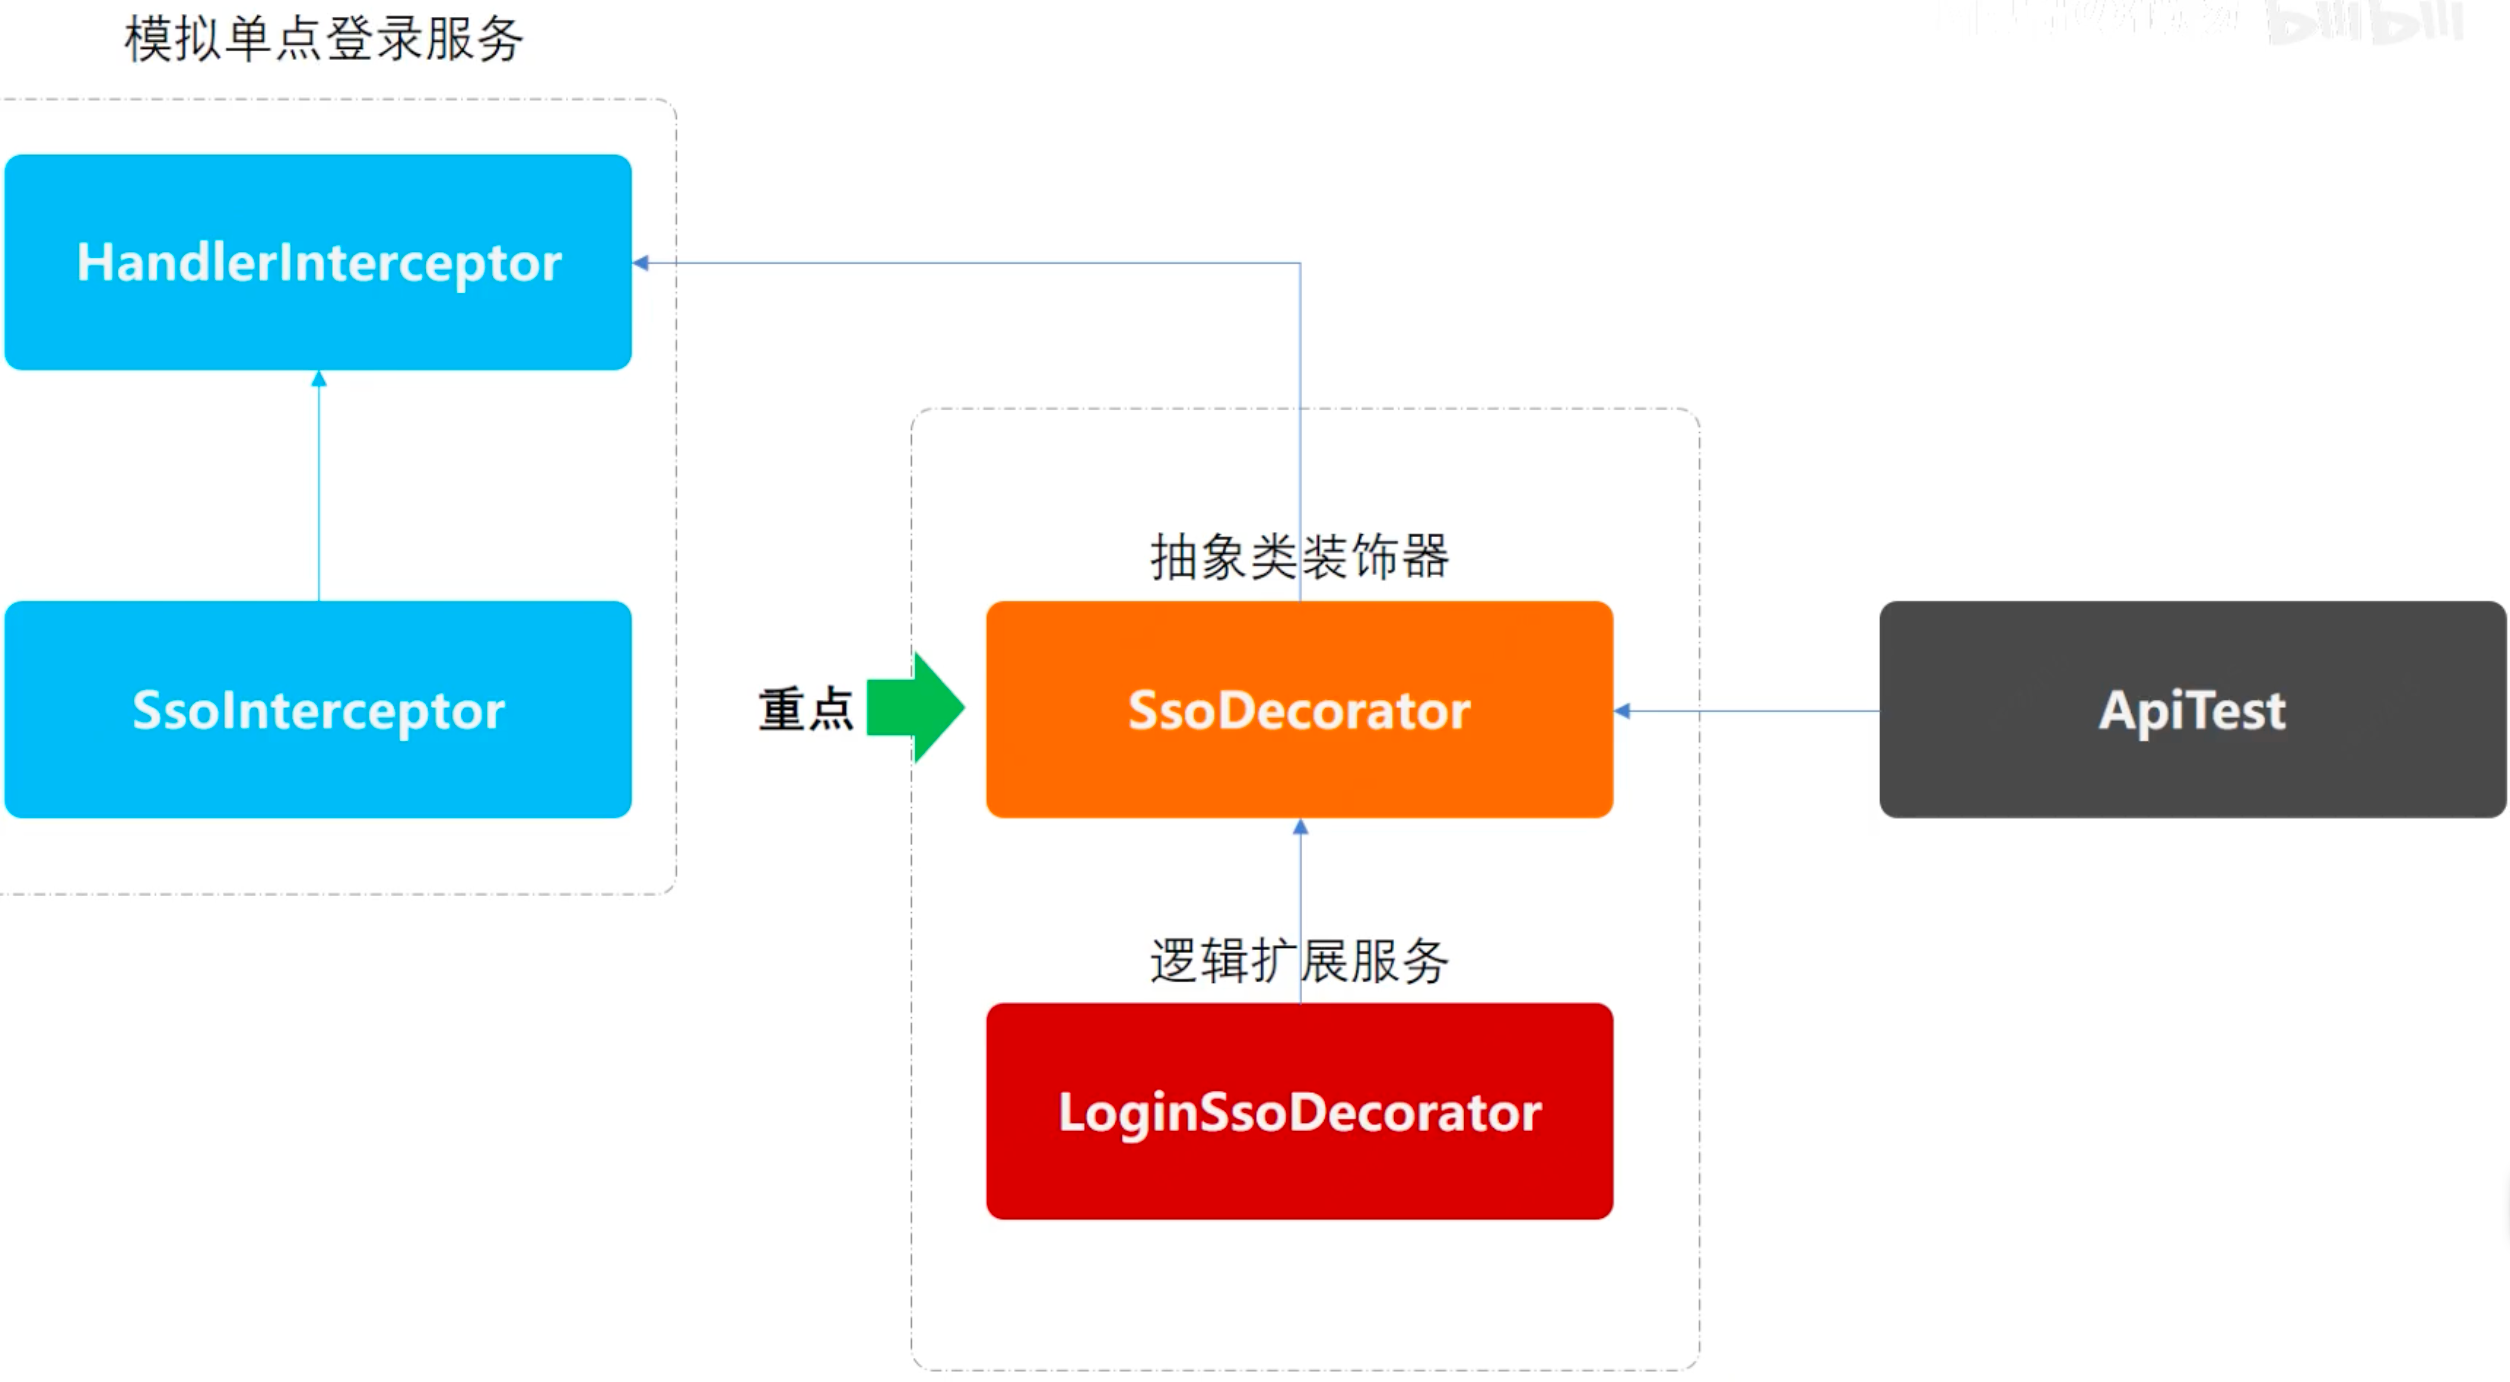 模拟单点登录服务
bilibili
HandlerInterceptor
SsoInterceptor
抽象类装饰器
重点
SsoDecorator
ApiTest
逻辑扩展服务
LoginSsoDecorator